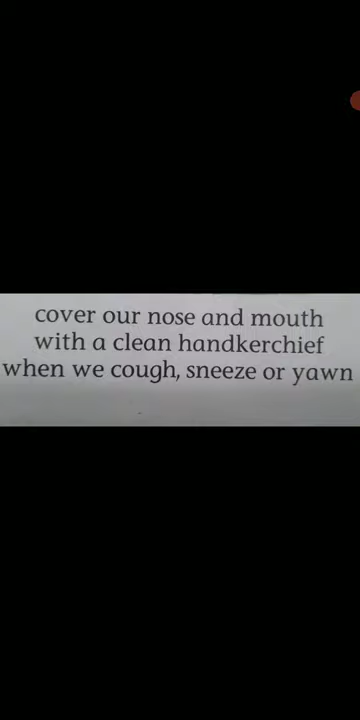 cover our nose and mouth
with a clean handkerchief
when we cough, sneeze or yawn